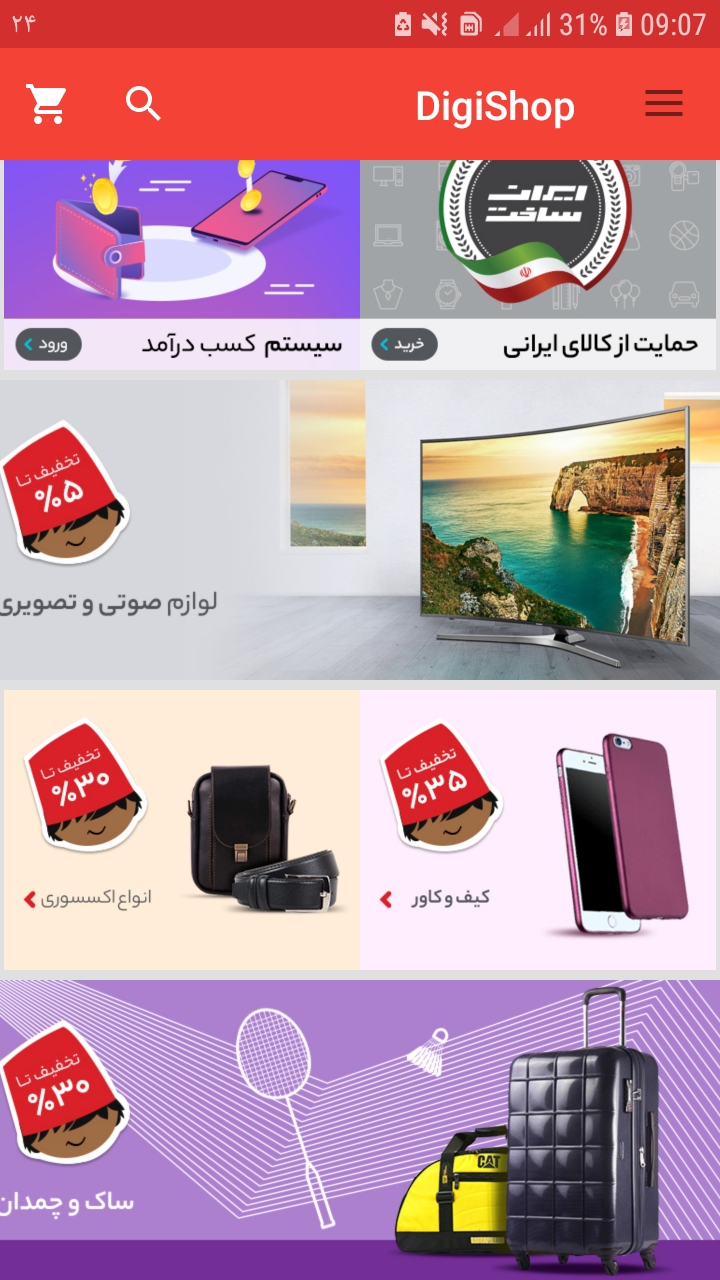 ۲۴ 31% 09:07
DigiShop
ایران
ساخت
حمایت از کالای ایرانی
خرید
سیستم کسب درآمد
ورود
تخفیف تا
%۵
لوازم صوتی و تصویری
تخفیف تا
%۳۵
کیف و کاور
تخفیف تا
%۳۰
انواع اکسسوری
تخفیف تا
%۳۰
ساک و چمدان
CAT